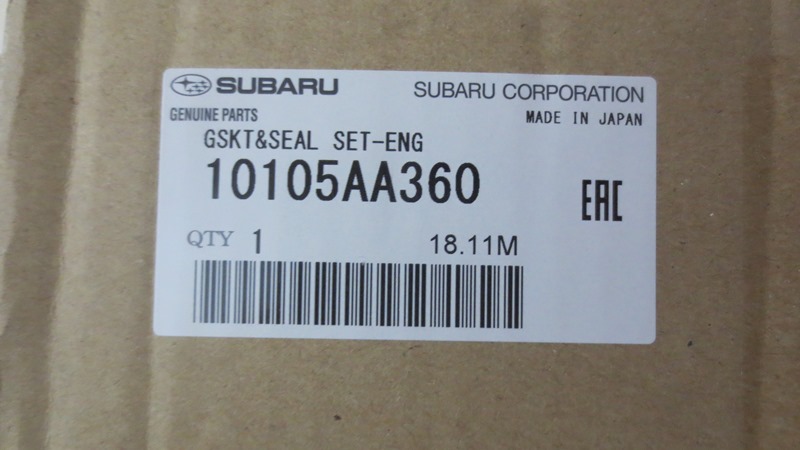 SUBARU SUBARU CORPORATION
GENUINE PARTS MADE IN JAPAN
GSKT&SEAL SET-ENG
10105AA360
EAC
QTY 1 18.11M